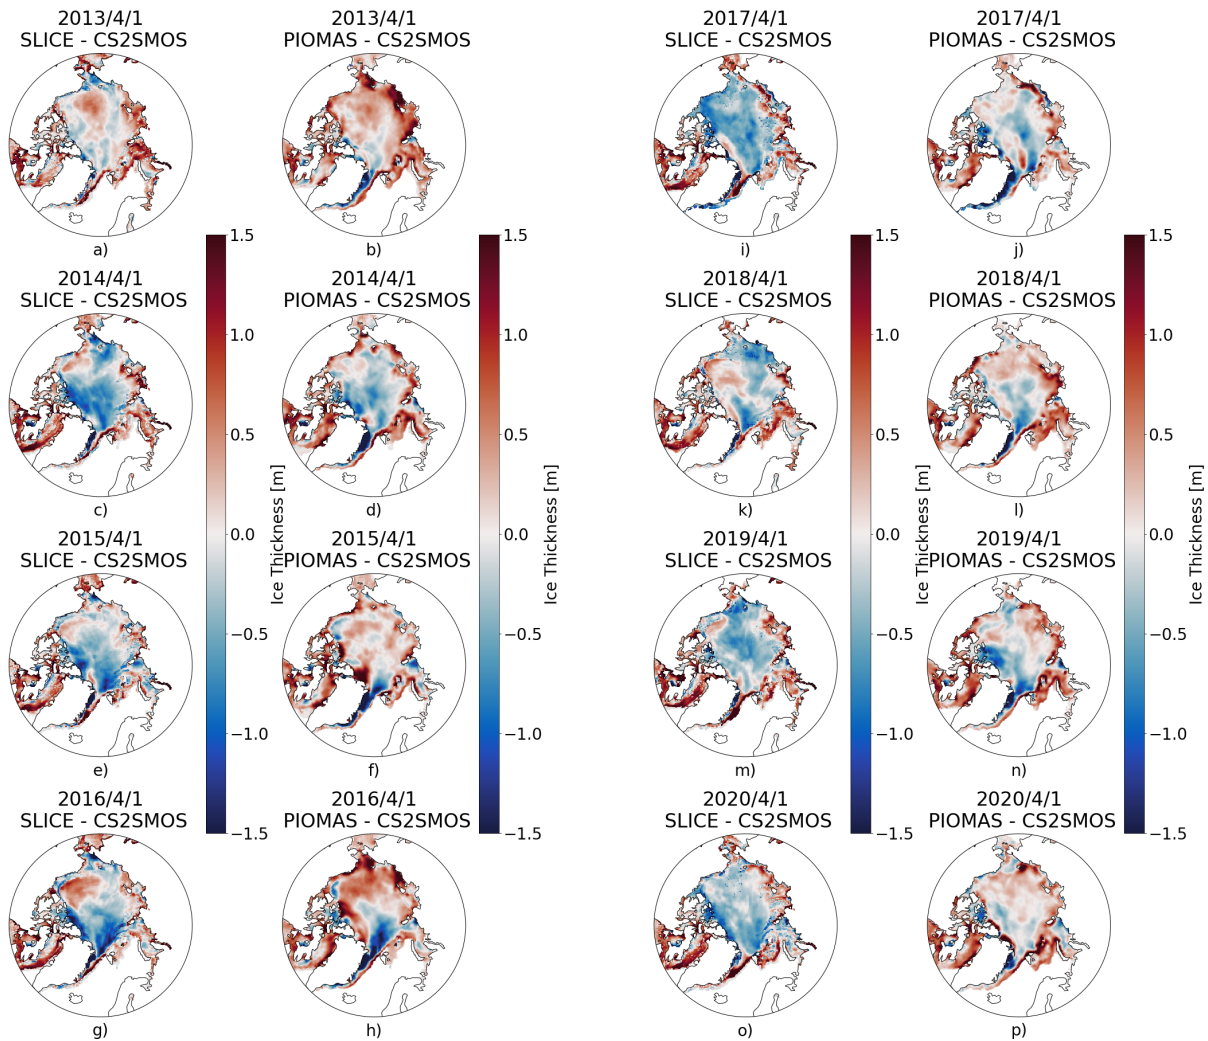 2013/4/1
SLICE - CS2SMOS
a)
2013/4/1
PIOMAS - CS2SMOS
b)
2017/4/1
SLICE - CS2SMOS
i)
2017/4/1
PIOMAS - CS2SMOS
j)
2014/4/1
SLICE - CS2SMOS
c)
2014/4/1
PIOMAS - CS2SMOS
d)
2018/4/1
SLICE - CS2SMOS
k)
2018/4/1
PIOMAS - CS2SMOS
l)
2015/4/1
SLICE - CS2SMOS
e)
2015/4/1
PIOMAS - CS2SMOS
f)
2019/4/1
SLICE - CS2SMOS
m)
2019/4/1
PIOMAS - CS2SMOS
n)
2016/4/1
SLICE - CS2SMOS
g)
2016/4/1
PIOMAS - CS2SMOS
h)
2020/4/1
SLICE - CS2SMOS
o)
2020/4/1
PIOMAS - CS2SMOS
p)
1.5
1.0
0.5
0.0
−0.5
−1.0
−1.5
Ice Thickness [m]
1.5
1.0
0.5
0.0
−0.5
−1.0
−1.5
Ice Thickness [m]
1.5
1.0
0.5
0.0
−0.5
−1.0
−1.5
Ice Thickness [m]
1.5
1.0
0.5
0.0
−0.5
−1.0
−1.5
Ice Thickness [m]